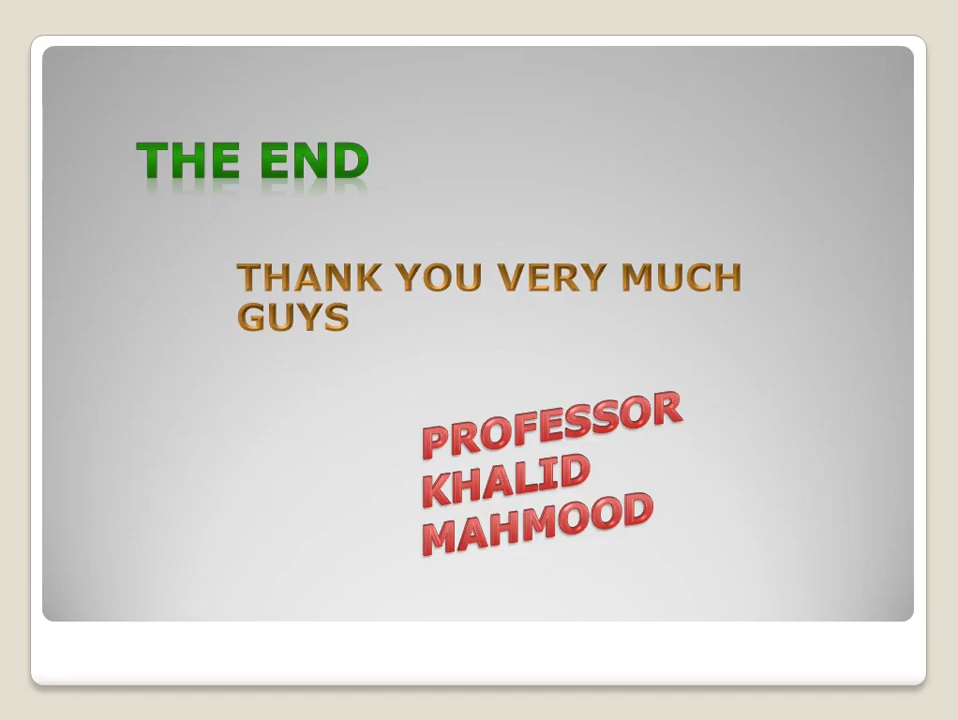 THE END
THANK YOU VERY MUCH
GUYS
PROFESSOR
KHALID
MAHMOOD